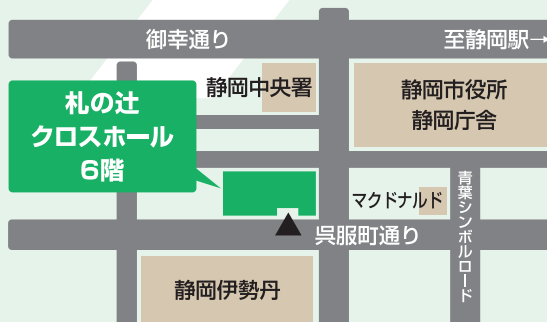 御幸通り
至静岡駅→
静岡中央署
静岡市役所
静岡庁舎
札の辻
クロスホール
6階
マクドナルド
青葉シンボルロード
呉服町通り
静岡伊勢丹